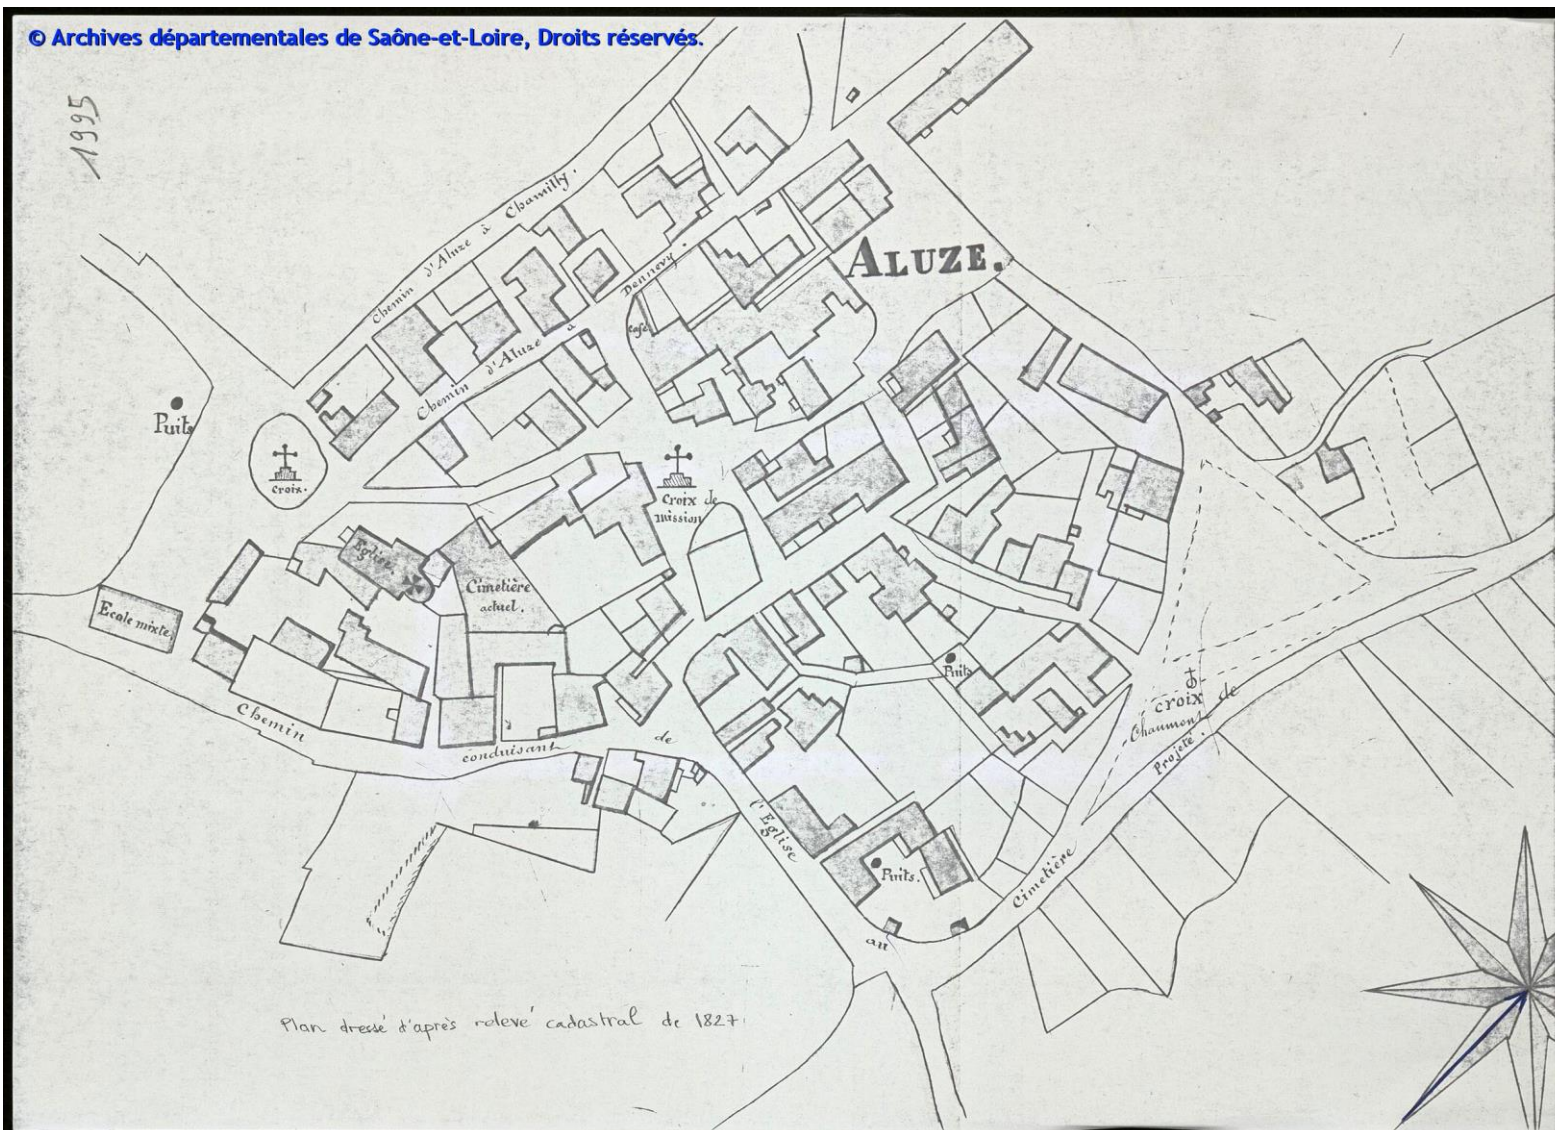 © Archives départementales de Saône-et-Loire, Droits réservés.
1995
Chemin d'Aluze à Chamilly.
ALUZE.
Chemin d'Aluze à Dennevy.
Puits
Croix.
Croix de
mission
Eglise
Cimetière
actuel.
Ecole mixte.
Puits
croix de
Chaumont
Projeté.
Chemin conduisant de l'Eglise au Cimetière
Puits.
Plan dressé d'après relevé cadastral de 1827.